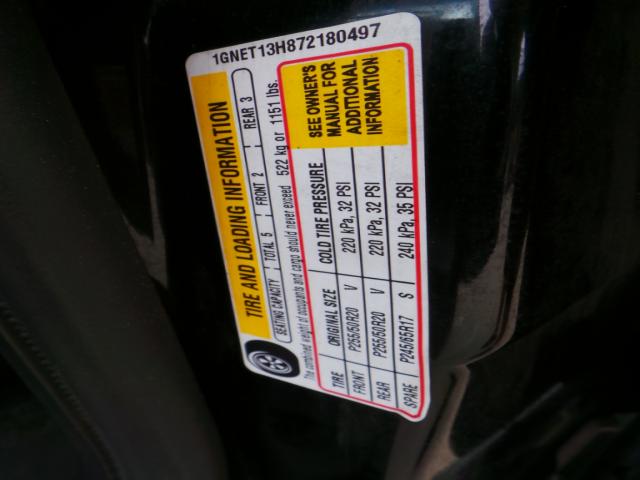 1GNET13H872180497
TIRE AND LOADING INFORMATION
SEATING CAPACITY TOTAL 5 FRONT 2 REAR 3
The combined weight of occupants and cargo should never exceed 522 kg or 1151 lbs.
TIRE ORIGINAL SIZE COLD TIRE PRESSURE
FRONT P255/50R20 V 220 kPa, 32 PSI
REAR P255/50R20 V 220 kPa, 32 PSI
SPARE P245/65R17 S 240 kPa, 35 PSI
SEE OWNER'S
MANUAL FOR
ADDITIONAL
INFORMATION